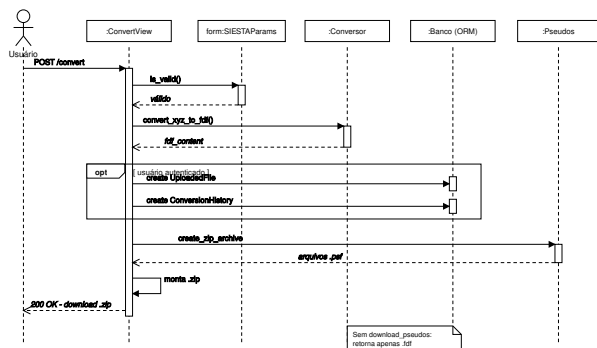 :ConvertView
form:SIESTAParams
:Conversor
:Banco (ORM)
:Pseudos
Usuário
POST /convert
is_valid()
válido
convert_xyz_to_fdf()
fdf_content
opt
[ usuário autenticado ]
create UploadedFile
create ConversionHistory
create_zip_archive
arquivos .psf
monta .zip
200 OK - download .zip
Sem download_pseudos:
retorna apenas .fdf